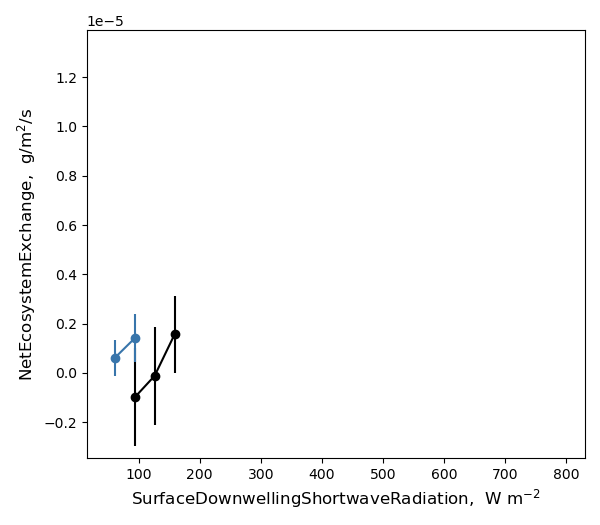 1e−5
1.2
1.0
0.8
0.6
0.4
0.2
0.0
−0.2
NetEcosystemExchange, g/m²/s
100 200 300 400 500 600 700 800
SurfaceDownwellingShortwaveRadiation, W m⁻²